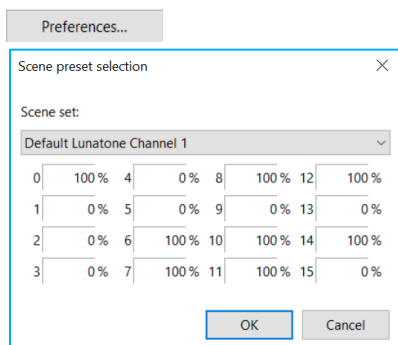 Preferences...
Scene preset selection
Scene set:
Default Lunatone Channel 1
0 100 % 4 0 % 8 100 % 12 100 %
1 0 % 5 0 % 9 0 % 13 0 %
2 0 % 6 100 % 10 100 % 14 100 %
3 0 % 7 100 % 11 100 % 15 0 %
OK Cancel